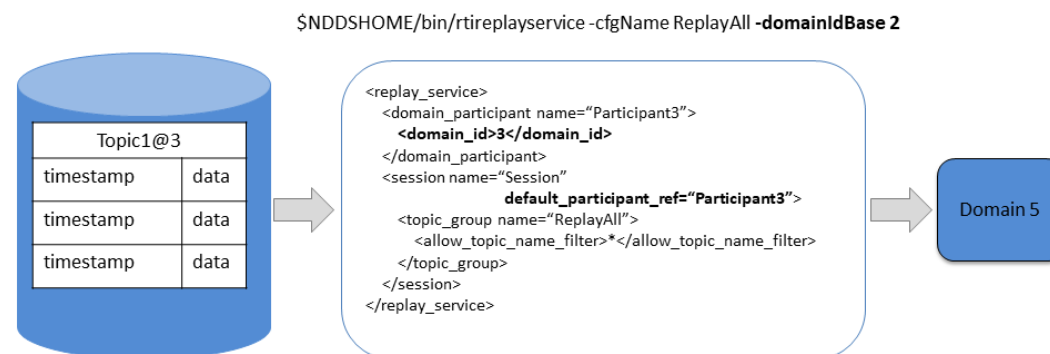 $NDDSHOME/bin/rtireplayservice -cfgName ReplayAll -domainIdBase 2
Topic1@3
timestamp data
timestamp data
timestamp data
<replay_service>
<domain_participant name=“Participant3”>
<domain_id>3</domain_id>
</domain_participant>
<session name=“Session”
default_participant_ref=“Participant3”>
<topic_group name=“ReplayAll”>
<allow_topic_name_filter>*</allow_topic_name_filter>
</topic_group>
</session>
</replay_service>
Domain 5